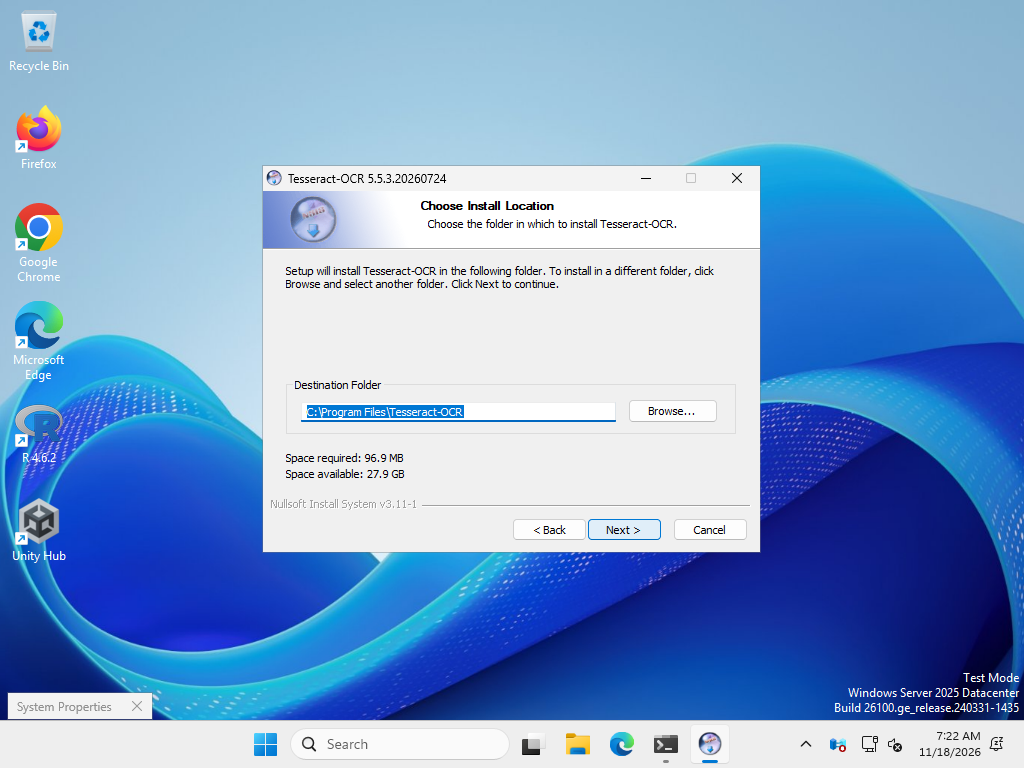 Recycle Bin
Firefox
Google
Chrome
Microsoft
Edge
R 4.6.2
Unity Hub
Tesseract-OCR 5.5.3.20260724
Choose Install Location
Choose the folder in which to install Tesseract-OCR.
Setup will install Tesseract-OCR in the following folder. To install in a different folder, click
Browse and select another folder. Click Next to continue.
Destination Folder
C:\Program Files\Tesseract-OCR
Browse...
Space required: 96.9 MB
Space available: 27.9 GB
Nullsoft Install System v3.11-1
< Back
Next >
Cancel
Test Mode
Windows Server 2025 Datacenter
Build 26100.ge_release.240331-1435
System Properties
Search
7:22 AM
11/18/2026